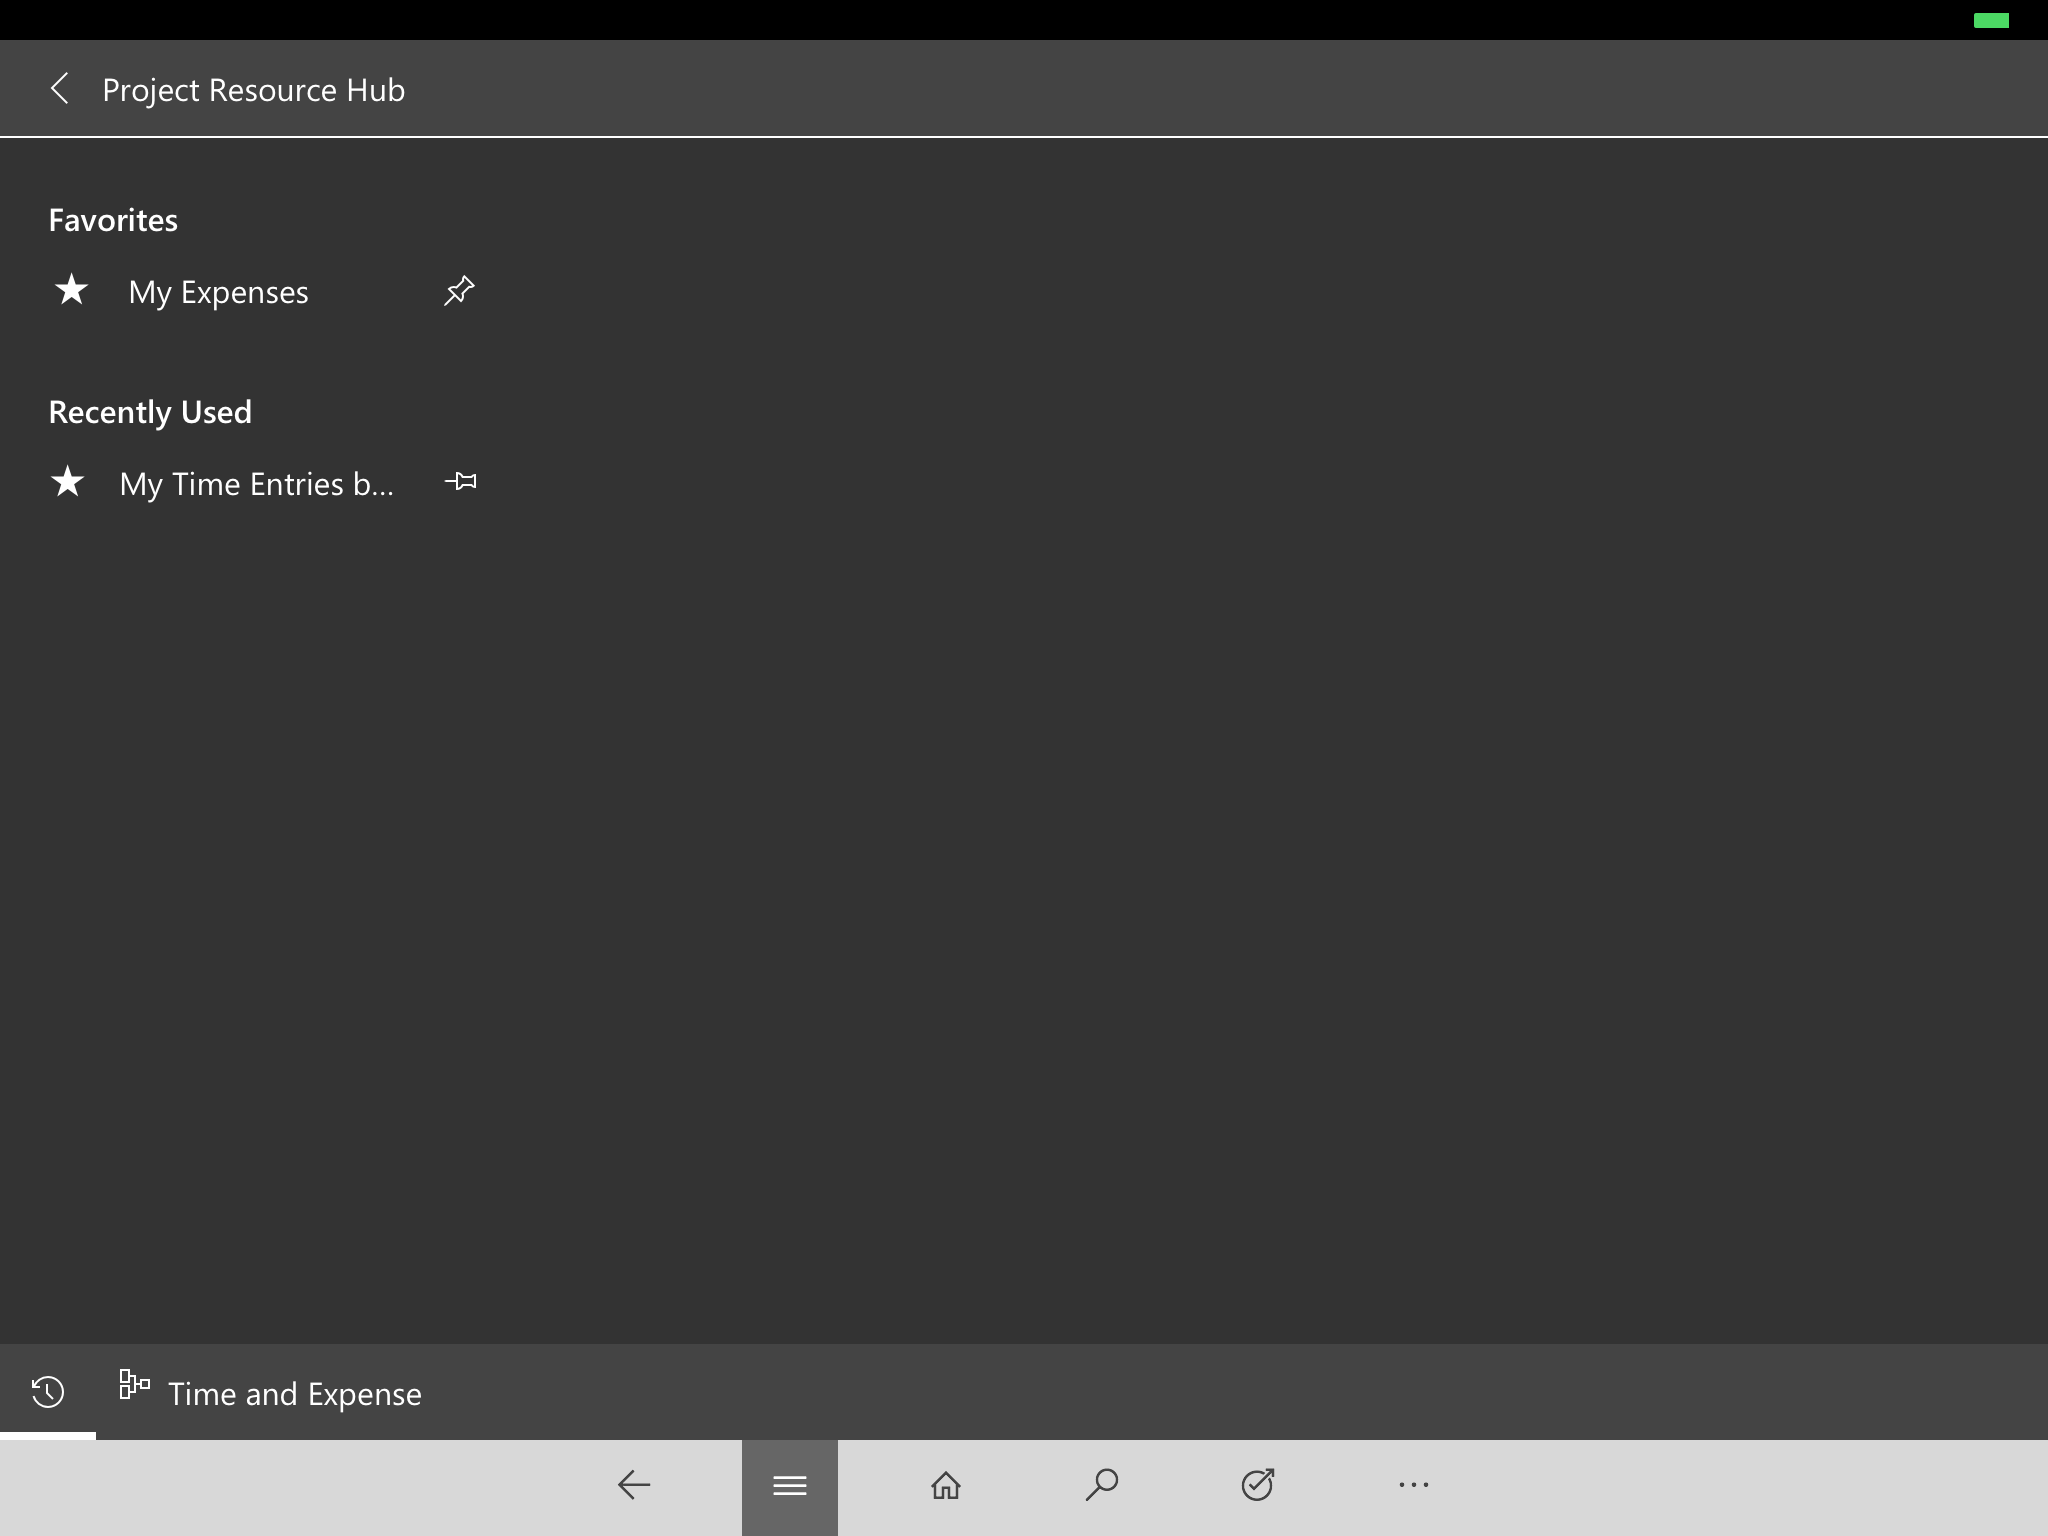 Project Resource Hub
Favorites
My Expenses
Recently Used
My Time Entries b...
Time and Expense